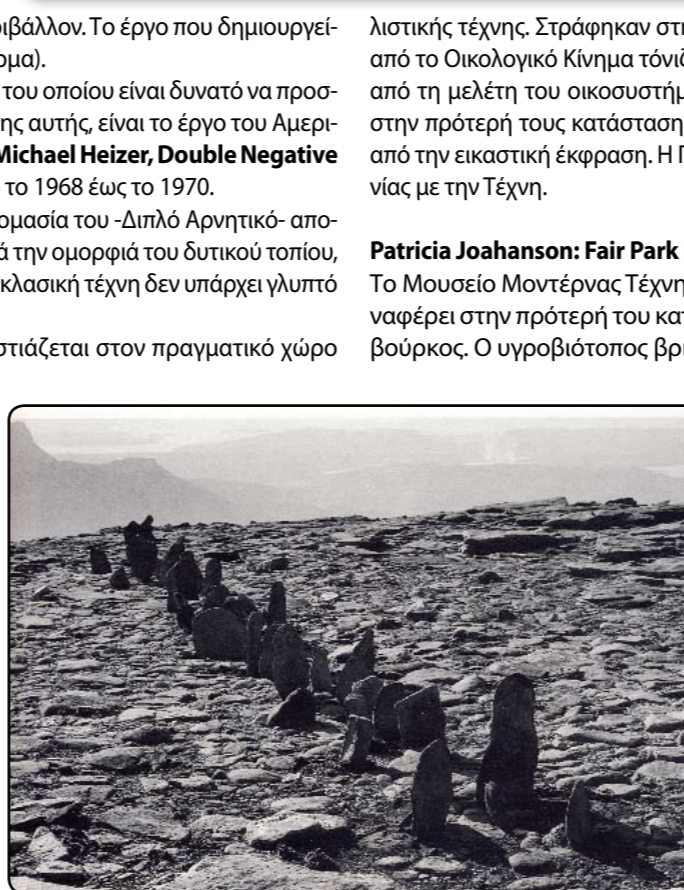 ριβάλλον. Το έργο που δημιουργεί-
ομα).
του οποίου είναι δυνατό να προσ-
ης αυτής, είναι το έργο του Αμερι-
Michael Heizer, Double Negative
το 1968 έως το 1970.
ομασία του -Διπλό Αρνητικό- απο-
ά την ομορφιά του δυτικού τοπίου,
κλασική τέχνη δεν υπάρχει γλυπτό
στιάζεται στον πραγματικό χώρο
λιστικής τέχνης. Στράφηκαν στη
από το Οικολογικό Κίνημα τόνιζ
από τη μελέτη του οικοσυστήμ
στην πρότερή τους κατάσταση
από την εικαστική έκφραση. Η Γ
νίας με την Τέχνη.
Patricia Joahanson: Fair Park
Το Μουσείο Μοντέρνας Τέχνη
ναφέρει στην πρότερή του κατ
βούρκος. Ο υγροβιότοπος βρι